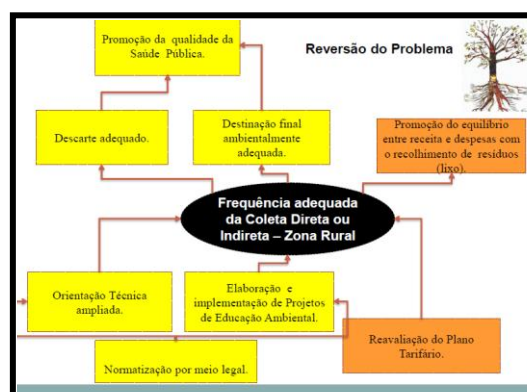 Promoção da qualidade da
Saúde Pública.
Reversão do Problema
Descarte adequado.
Destinação final
ambientalmente
adequada.
Promoção do equilíbrio
entre receita e despesas com
o recolhimento de resíduos
(lixo).
Frequência adequada
da Coleta Direta ou
Indireta – Zona Rural
Orientação Técnica
ampliada.
Elaboração e
implementação de Projetos
de Educação Ambiental.
Reavaliação do Plano
Tarifário.
Normatização por meio legal.